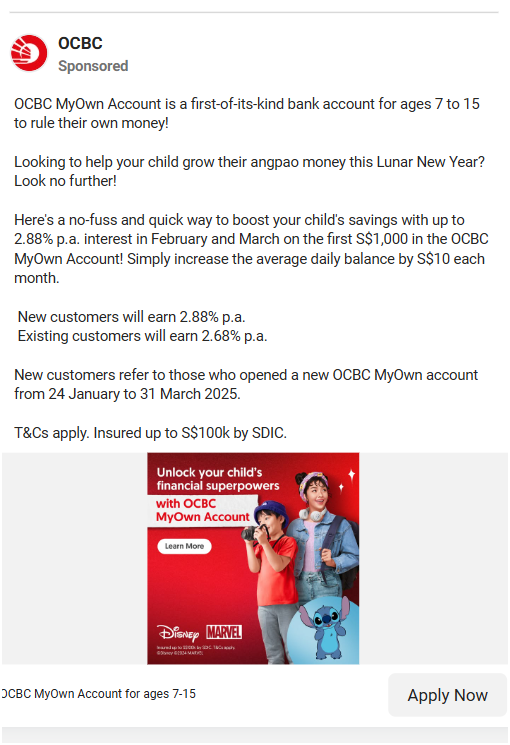 OCBC
Sponsored
OCBC MyOwn Account is a first-of-its-kind bank account for ages 7 to 15
to rule their own money!
Looking to help your child grow their angpao money this Lunar New Year?
Look no further!
Here's a no-fuss and quick way to boost your child's savings with up to
2.88% p.a. interest in February and March on the first S$1,000 in the OCBC
MyOwn Account! Simply increase the average daily balance by S$10 each
month.
New customers will earn 2.88% p.a.
Existing customers will earn 2.68% p.a.
New customers refer to those who opened a new OCBC MyOwn account
from 24 January to 31 March 2025.
T&Cs apply. Insured up to S$100k by SDIC.
Unlock your child's
financial superpowers
with OCBC
MyOwn Account
Learn More
Disney MARVEL
Insured up to S$100k by SDIC. T&Cs apply.
©Disney ©2024 MARVEL
OCBC MyOwn Account for ages 7-15
Apply Now